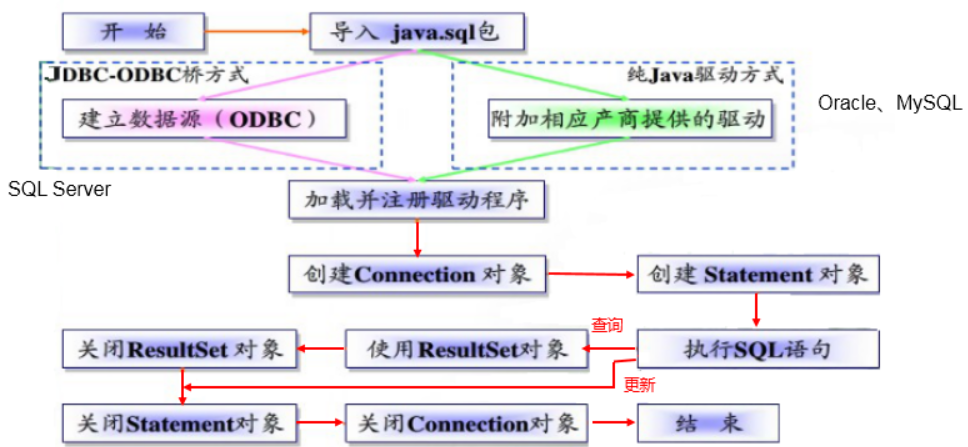 开 始
导入 java.sql包
JDBC-ODBC桥方式
纯Java驱动方式
建立数据源（ODBC）
附加相应产商提供的驱动
Oracle、MySQL
SQL Server
加载并注册驱动程序
创建Connection 对象
创建 Statement 对象
查询
关闭ResultSet 对象
使用ResultSet对象
执行SQL语句
更新
关闭Statement对象
关闭Connection对象
结 束